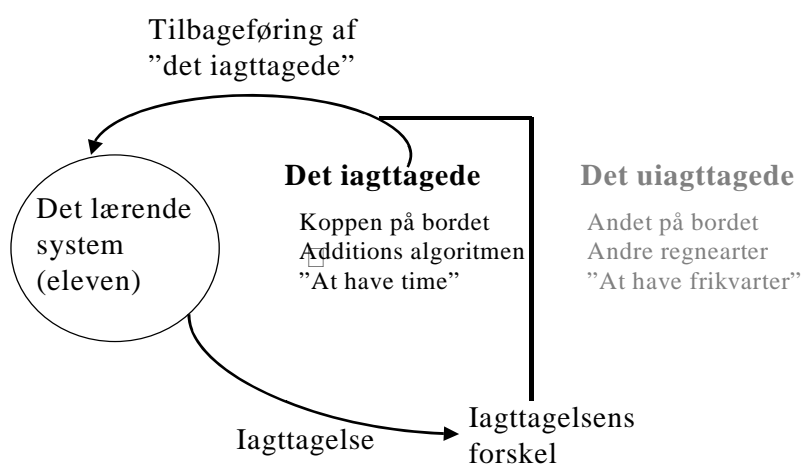 Tilbageføring af
”det iagttagede”
Det iagttagede
Det uiagttagede
Det lærende
system
(eleven)
Koppen på bordet
Additions algoritmen
”At have time”
Andet på bordet
Andre regnearter
”At have frikvarter”
Iagttagelse
Iagttagelsens
forskel